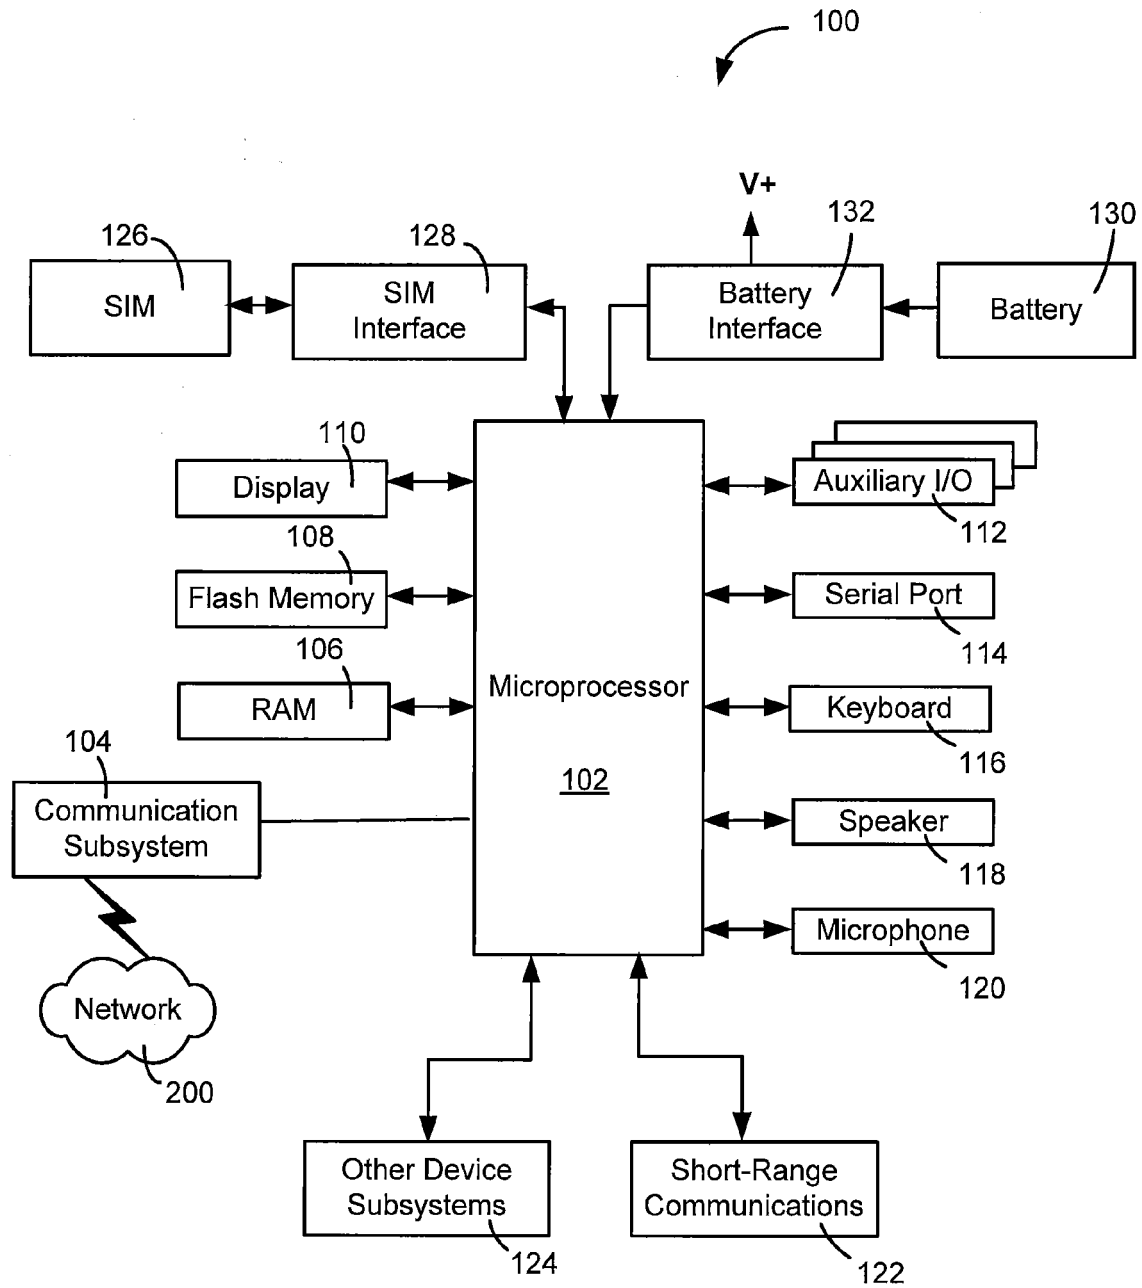 100
V+
126
128
132
130
SIM
SIM
Interface
Battery
Interface
Battery
110
Display
Auxiliary I/O
112
108
Flash Memory
Serial Port
114
106
RAM
Microprocessor
102
Keyboard
116
104
Communication
Subsystem
Speaker
118
Microphone
120
Network
200
Other Device
Subsystems
124
Short-Range
Communications
122